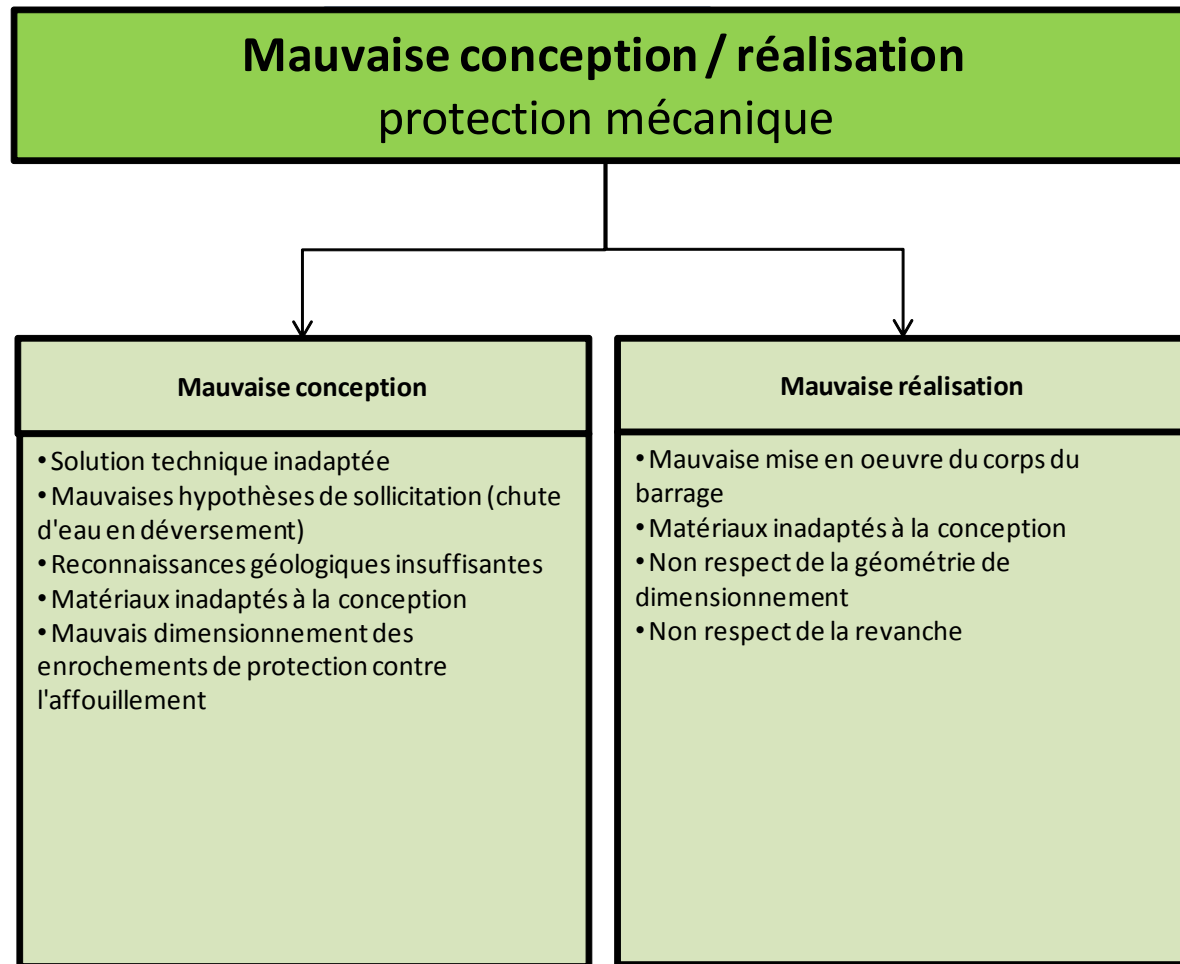 Mauvaise conception / réalisation
protection mécanique
Mauvaise conception
• Solution technique inadaptée
• Mauvaises hypothèses de sollicitation (chute
d'eau en déversement)
• Reconnaissances géologiques insuffisantes
• Matériaux inadaptés à la conception
• Mauvais dimensionnement des
enrochements de protection contre
l'affouillement
Mauvaise réalisation
• Mauvaise mise en oeuvre du corps du
barrage
• Matériaux inadaptés à la conception
• Non respect de la géométrie de
dimensionnement
• Non respect de la revanche